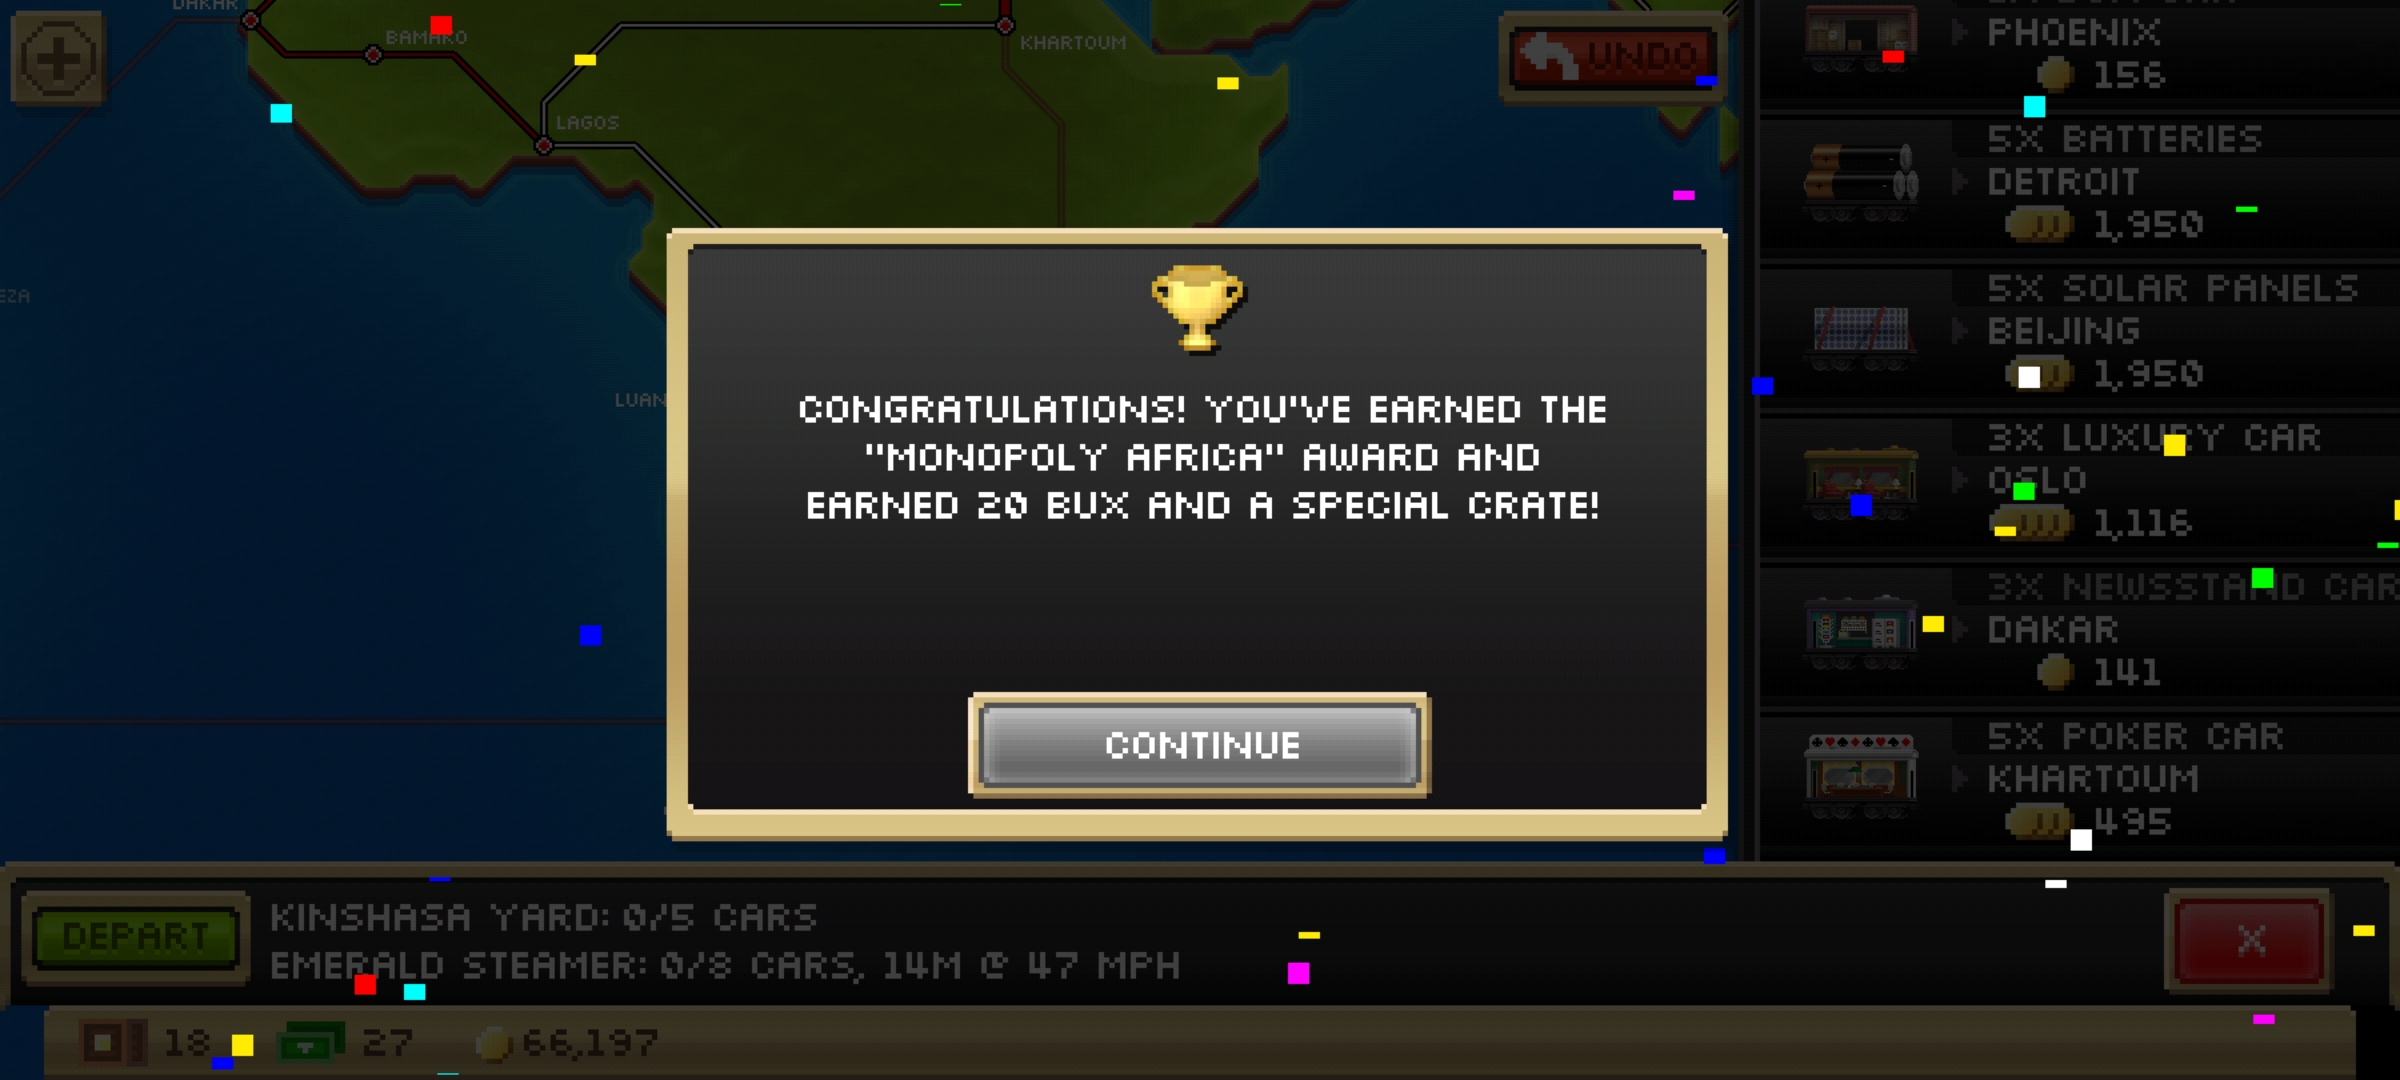 DAKAR
BAMAKO
KHARTOUM
LAGOS
LUAN
UNDO
PHOENIX
156
5X BATTERIES
DETROIT
1,950
5X SOLAR PANELS
BEIJING
1,950
3X LUXURY CAR
OSLO
1,116
3X NEWSSTAND CAR
DAKAR
141
5X POKER CAR
KHARTOUM
495
CONGRATULATIONS! YOU'VE EARNED THE
"MONOPOLY AFRICA" AWARD AND
EARNED 20 BUX AND A SPECIAL CRATE!
CONTINUE
DEPART
KINSHASA YARD: 0/5 CARS
EMERALD STEAMER: 0/8 CARS, 14M @ 47 MPH
X
18
27
66,197